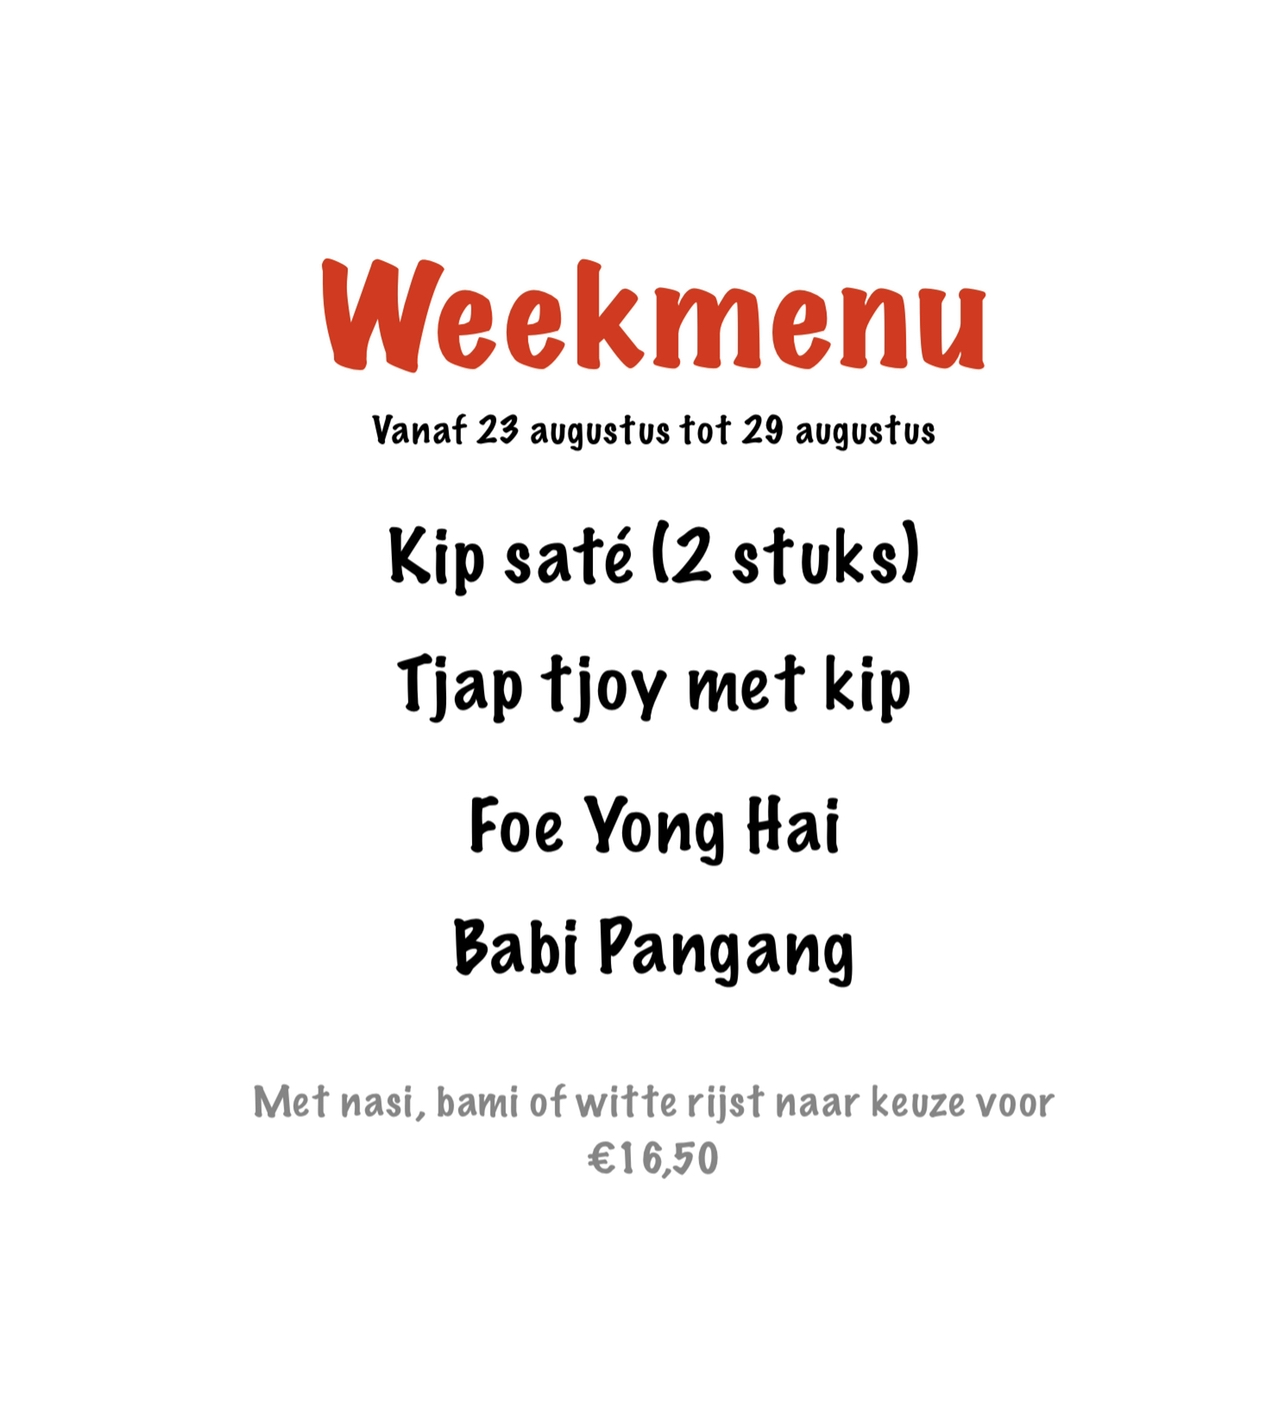 Weekmenu
Vanaf 23 augustus tot 29 augustus
Kip saté (2 stuks)
Tjap tjoy met kip
Foe Yong Hai
Babi Pangang
Met nasi, bami of witte rijst naar keuze voor
€16,50